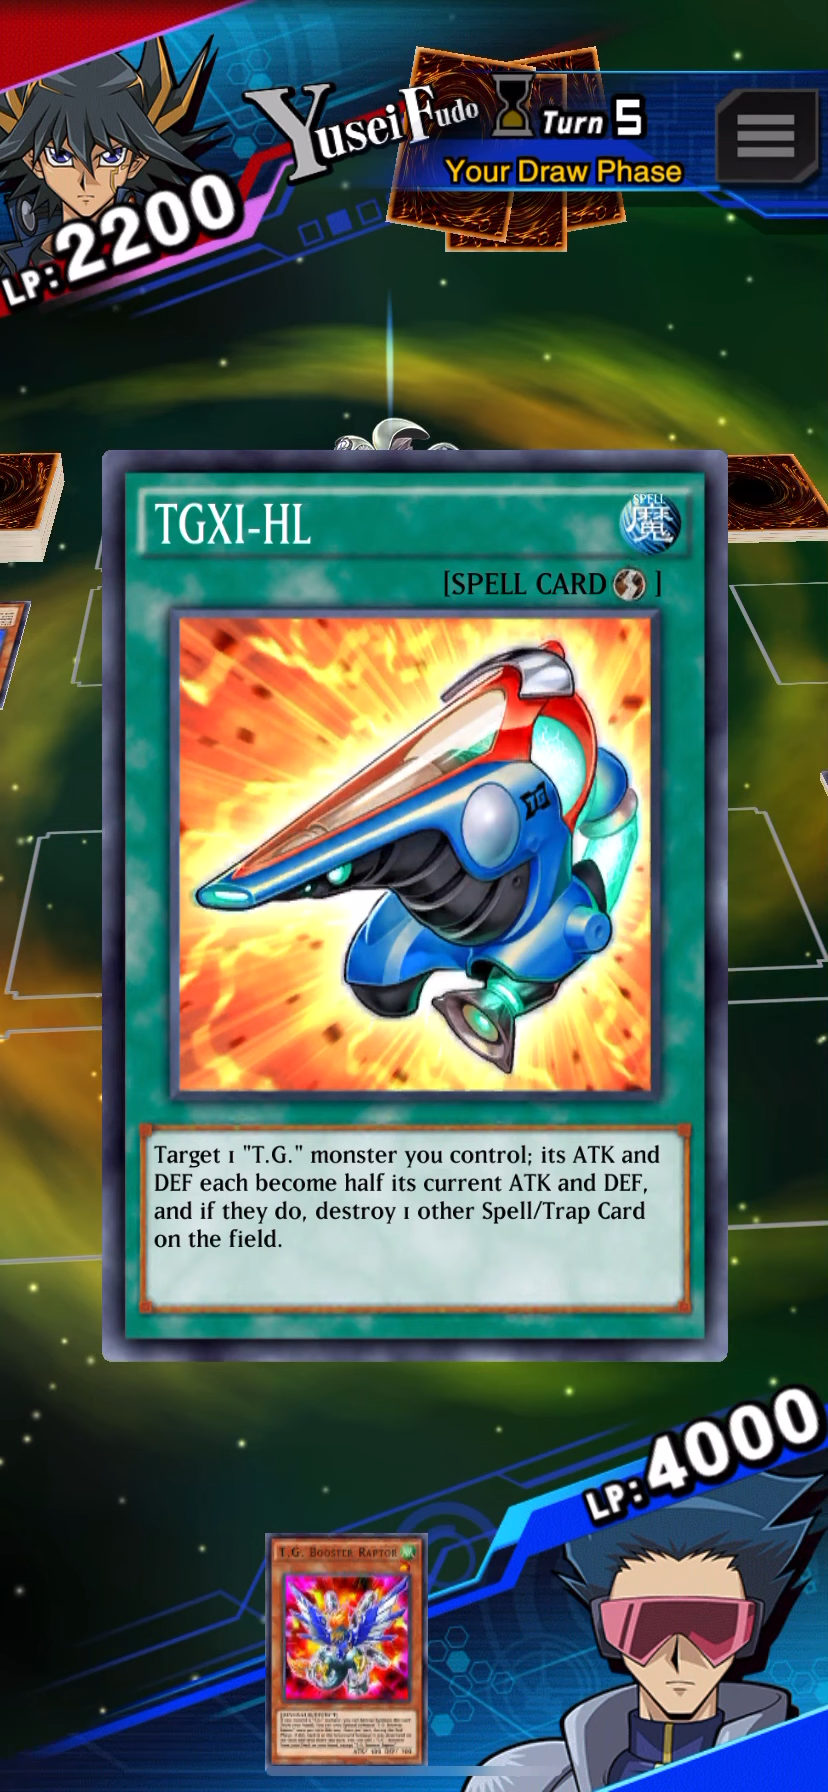 Yusei Fudo
Turn 5
Your Draw Phase
LP:2200
TGX1-HL
SPELL
魔
[SPELL CARD ]
TG
Target 1 "T.G." monster you control; its ATK and
DEF each become half its current ATK and DEF,
and if they do, destroy 1 other Spell/Trap Card
on the field.
LP:4000
T.G. Booster Raptor